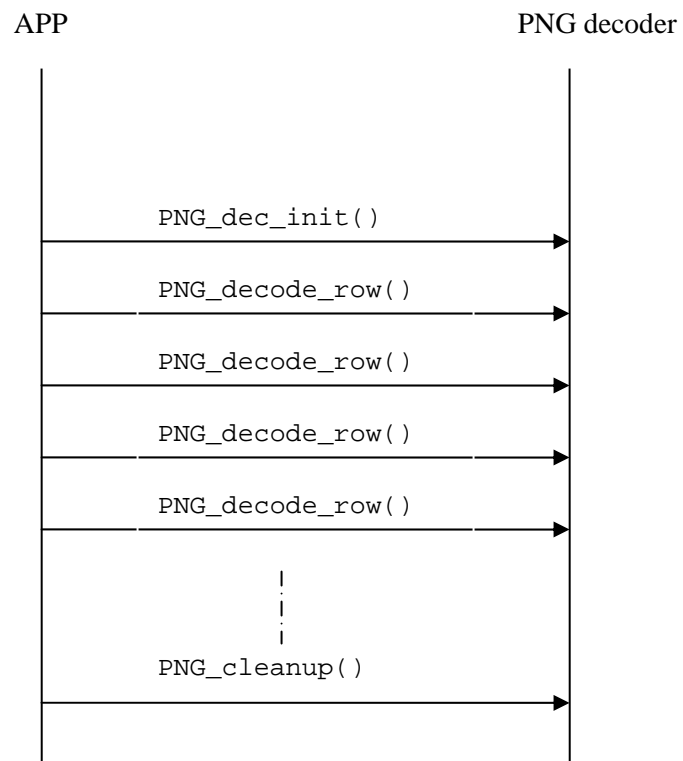 APP PNG decoder
PNG_dec_init()
PNG_decode_row()
PNG_decode_row()
PNG_decode_row()
PNG_decode_row()
PNG_cleanup()